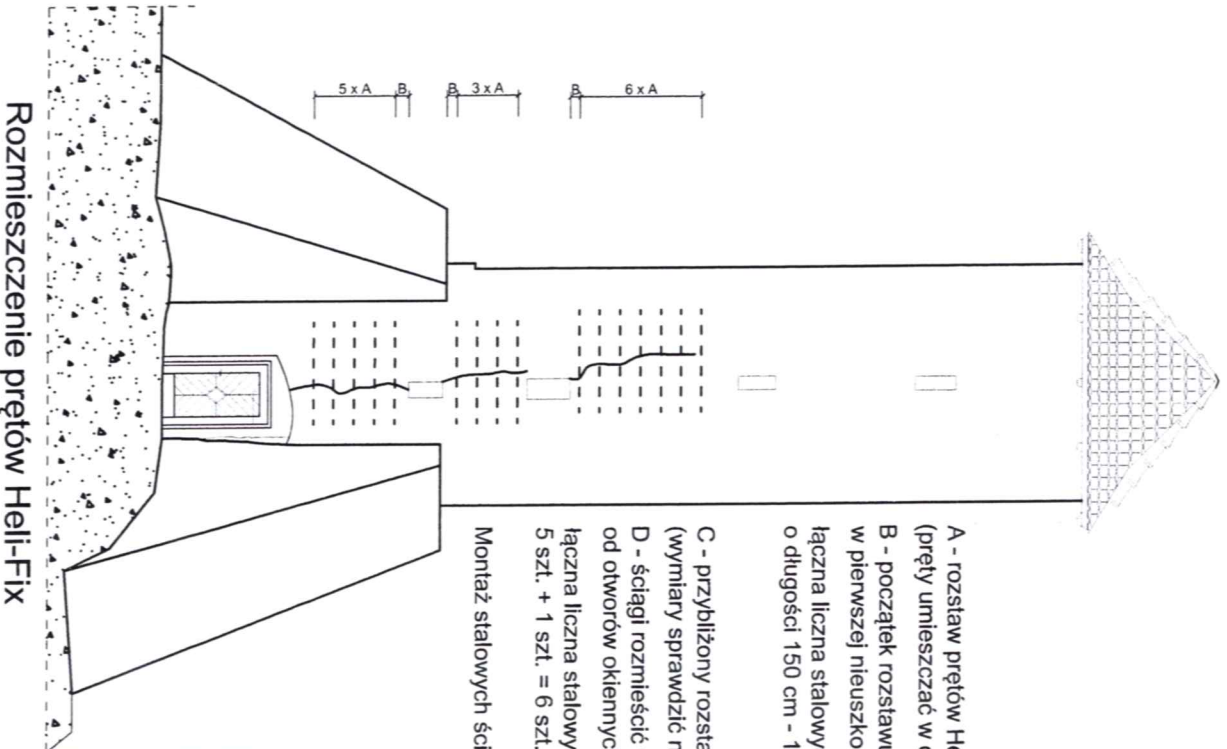 5 x A B B 3 x A B 6 x A
A - rozstaw prętów He
(pręty umieszczać w
B - początek rozstawu
w pierwszej nieuszko
łączna liczna stalowy
o długości 150 cm - 1
C - przybliżony rozsta
(wymiary sprawdzić
D - ściągi rozmieścić
od otworów okiennyc
łączna liczna stalowy
5 szt. + 1 szt. = 6 szt.
Montaż stalowych ści
Rozmieszczenie prętów Heli-Fix